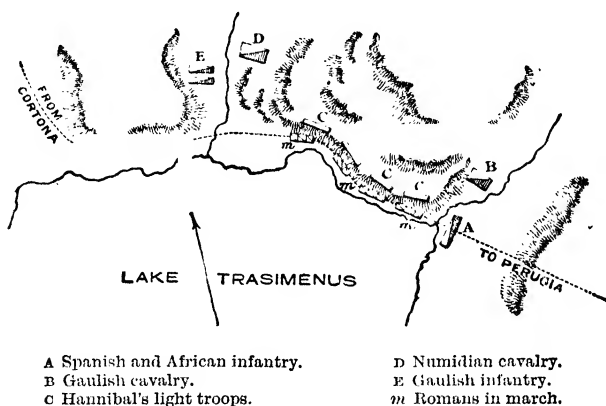 E
D
FROM
CORTONA
C
m
C
C
B
m
m
A
TO PERUGIA
LAKE TRASIMENUS
A Spanish and African infantry.
B Gaulish cavalry.
C Hannibal's light troops.
D Numidian cavalry.
E Gaulish infantry.
m Romans in march.